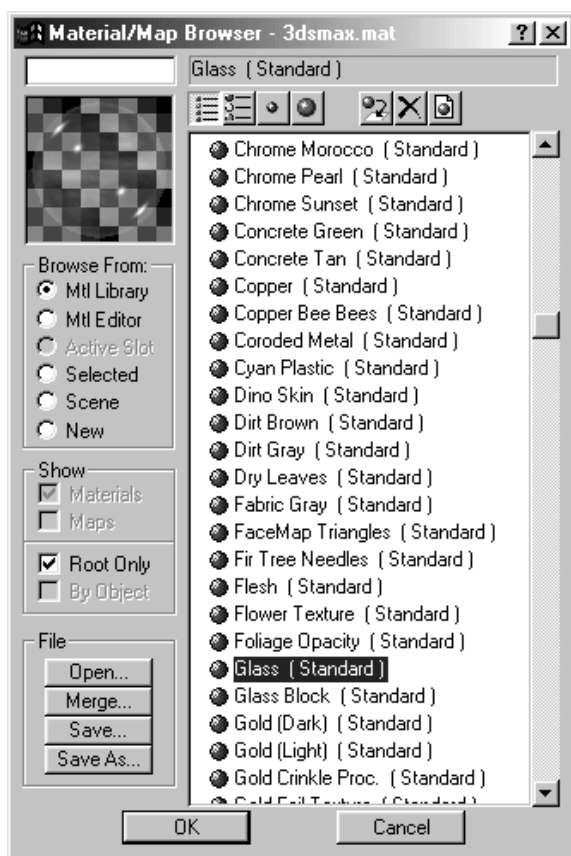 Material/Map Browser - 3dsmax.mat
Glass ( Standard )
Browse From:
Mtl Library
Mtl Editor
Active Slot
Selected
Scene
New
Show
Materials
Maps
Root Only
By Object
File
Open...
Merge...
Save...
Save As...
Chrome Morocco ( Standard )
Chrome Pearl ( Standard )
Chrome Sunset ( Standard )
Concrete Green ( Standard )
Concrete Tan ( Standard )
Copper ( Standard )
Copper Bee Bees ( Standard )
Coroded Metal ( Standard )
Cyan Plastic ( Standard )
Dino Skin ( Standard )
Dirt Brown ( Standard )
Dirt Gray ( Standard )
Dry Leaves ( Standard )
Fabric Gray ( Standard )
FaceMap Triangles ( Standard )
Fir Tree Needles ( Standard )
Flesh ( Standard )
Flower Texture ( Standard )
Foliage Opacity ( Standard )
Glass ( Standard )
Glass Block ( Standard )
Gold (Dark) ( Standard )
Gold (Light) ( Standard )
Gold Crinkle Proc. ( Standard )
OK
Cancel